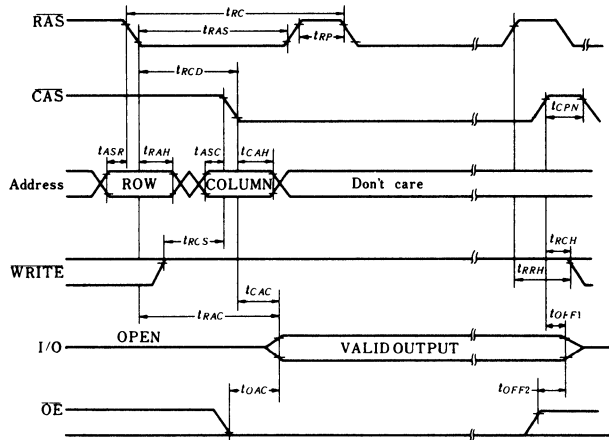 RAS
tRC
tRAS
tRP
tRCD
CAS
tCPN
tASR
tRAH
tASC
tCAH
Address
ROW
COLUMN
Don't care
tRCS
tRCH
WRITE
tRRH
tCAC
tRAC
tOFF1
OPEN
I/O
VALID OUTPUT
tOAC
tOFF2
OE